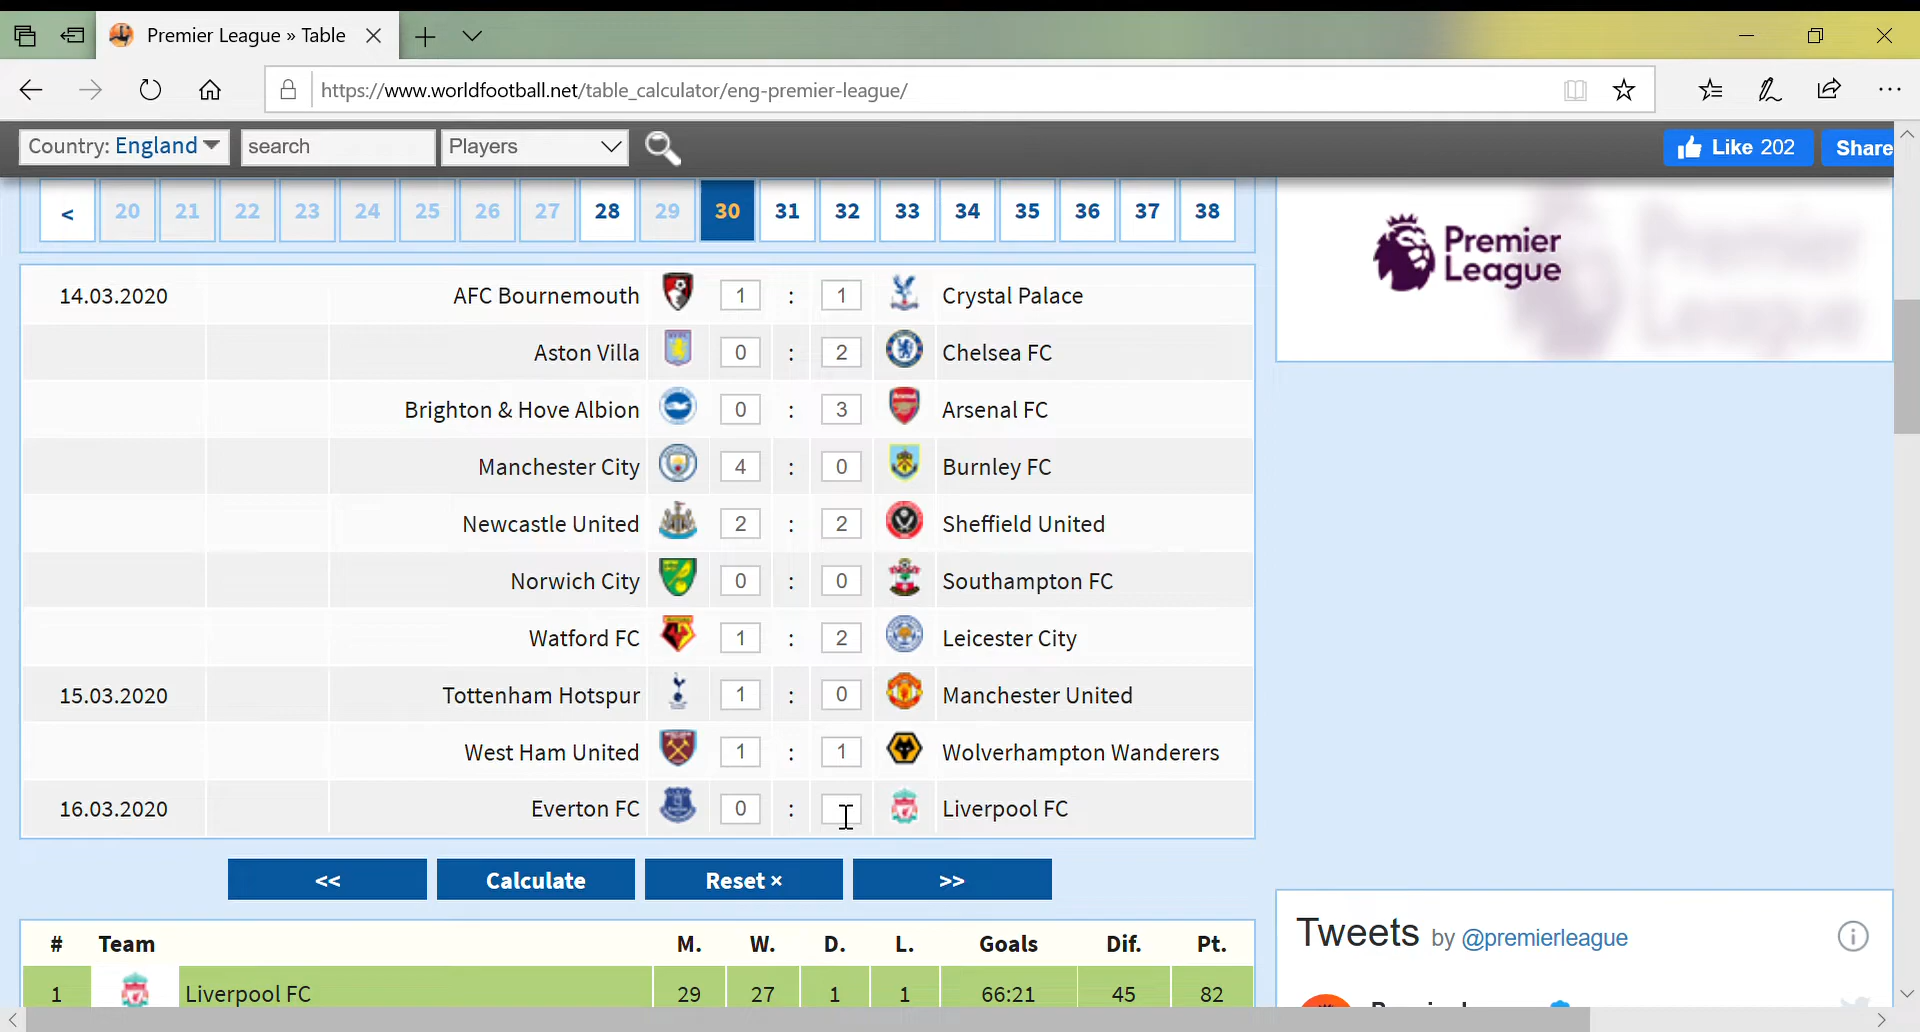 Premier League » Table
https://www.worldfootball.net/table_calculator/eng-premier-league/
Country: England search Players Like 202 Share
< 20 21 22 23 24 25 26 27 28 29 30 31 32 33 34 35 36 37 38
Premier
League
14.03.2020 AFC Bournemouth 1 : 1 Crystal Palace
Aston Villa 0 : 2 Chelsea FC
Brighton & Hove Albion 0 : 3 Arsenal FC
Manchester City 4 : 0 Burnley FC
Newcastle United 2 : 2 Sheffield United
Norwich City 0 : 0 Southampton FC
Watford FC 1 : 2 Leicester City
15.03.2020 Tottenham Hotspur 1 : 0 Manchester United
West Ham United 1 : 1 Wolverhampton Wanderers
16.03.2020 Everton FC 0 : Liverpool FC
<< Calculate Reset × >>
# Team M. W. D. L. Goals Dif. Pt.
1 Liverpool FC 29 27 1 1 66:21 45 82
Tweets by @premierleague